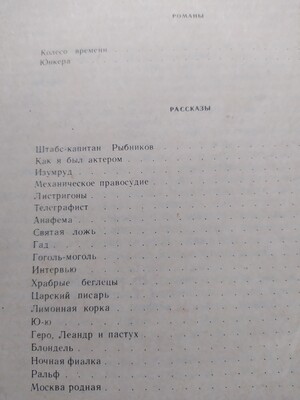 РОМАНЫ
Колесо времени
Юнкера
РАССКАЗЫ
Штабс-капитан Рыбников
Как я был актером
Изумруд
Механическое правосудие
Листригоны
Телеграфист
Анафема
Святая ложь
Гад
Гоголь-моголь
Интервью
Храбрые беглецы
Царский писарь
Лимонная корка
Ю-ю
Геро, Леандр и пастух
Блондель
Ночная фиалка
Ральф
Москва родная